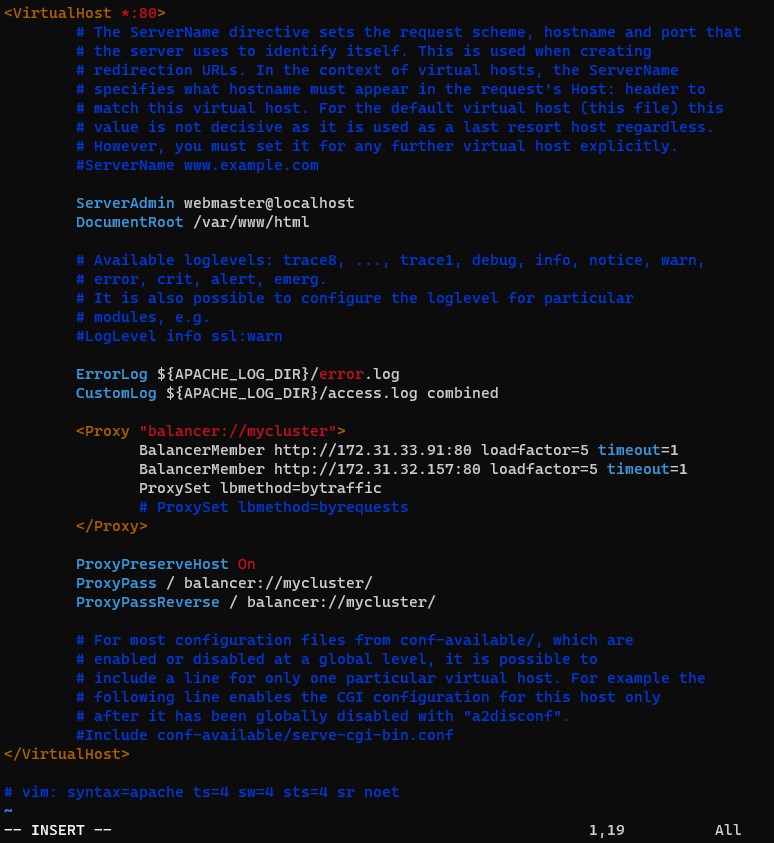 <VirtualHost *:80>
# The ServerName directive sets the request scheme, hostname and port that
# the server uses to identify itself. This is used when creating
# redirection URLs. In the context of virtual hosts, the ServerName
# specifies what hostname must appear in the request's Host: header to
# match this virtual host. For the default virtual host (this file) this
# value is not decisive as it is used as a last resort host regardless.
# However, you must set it for any further virtual host explicitly.
#ServerName www.example.com
ServerAdmin webmaster@localhost
DocumentRoot /var/www/html
# Available loglevels: trace8, ..., trace1, debug, info, notice, warn,
# error, crit, alert, emerg.
# It is also possible to configure the loglevel for particular
# modules, e.g.
#LogLevel info ssl:warn
ErrorLog ${APACHE_LOG_DIR}/error.log
CustomLog ${APACHE_LOG_DIR}/access.log combined
<Proxy "balancer://mycluster">
BalancerMember http://172.31.33.91:80 loadfactor=5 timeout=1
BalancerMember http://172.31.32.157:80 loadfactor=5 timeout=1
ProxySet lbmethod=bytraffic
# ProxySet lbmethod=byrequests
</Proxy>
ProxyPreserveHost On
ProxyPass / balancer://mycluster/
ProxyPassReverse / balancer://mycluster/
# For most configuration files from conf-available/, which are
# enabled or disabled at a global level, it is possible to
# include a line for only one particular virtual host. For example the
# following line enables the CGI configuration for this host only
# after it has been globally disabled with "a2disconf".
#Include conf-available/serve-cgi-bin.conf
</VirtualHost>
# vim: syntax=apache ts=4 sw=4 sts=4 sr noet
~
-- INSERT -- 1,19 All